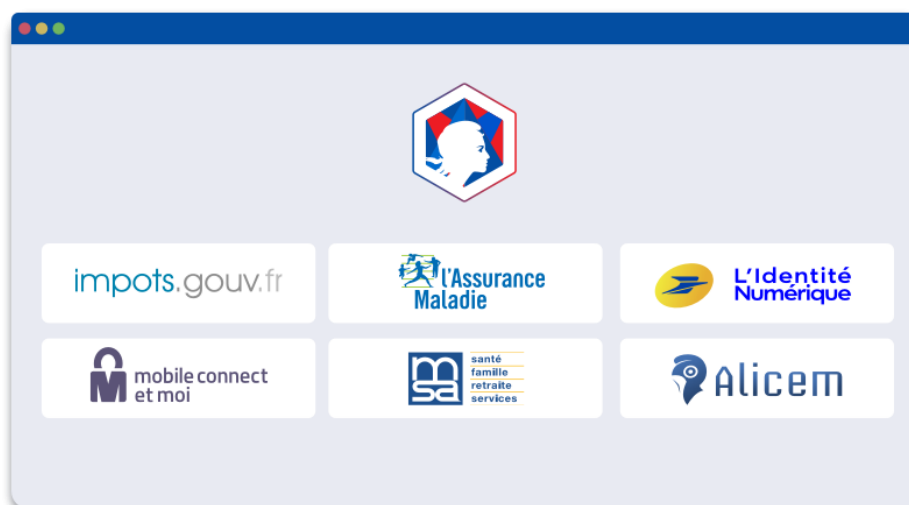 impots.gouv.fr
l'Assurance
Maladie
L'Identité
Numérique
mobile connect
et moi
msa
santé
famille
retraite
services
Alicem